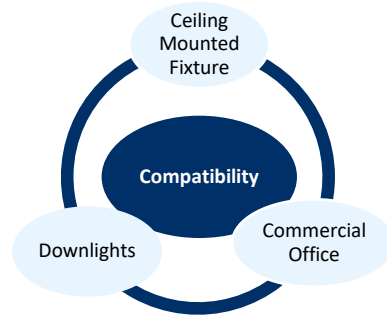 Ceiling
Mounted
Fixture
Compatibility
Downlights
Commercial
Office